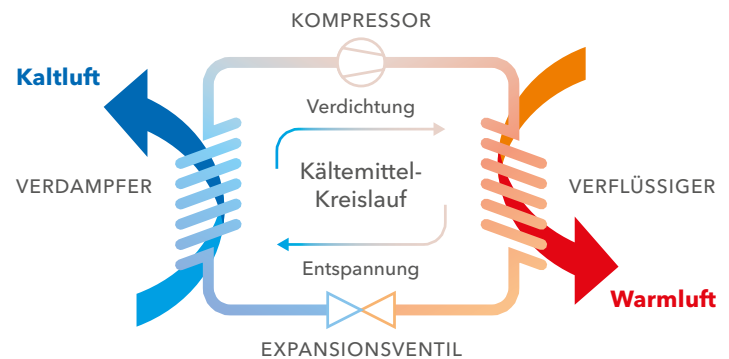 KOMPRESSOR
Kaltluft
Verdichtung
VERDAMPFER
Kältemittel-
Kreislauf
VERFLÜSSIGER
Entspannung
Warmluft
EXPANSIONSVENTIL